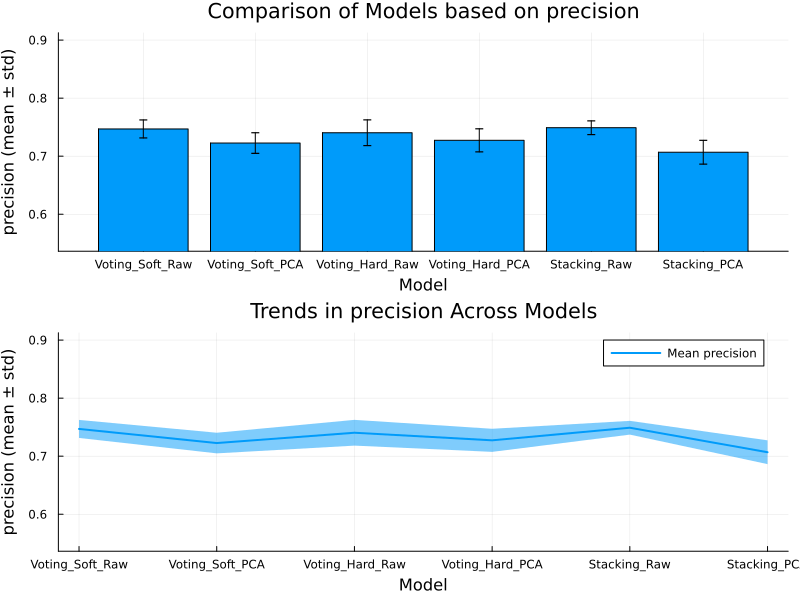 Comparison of Models based on precision
precision (mean ± std)
0.9
0.8
0.7
0.6
Voting_Soft_Raw Voting_Soft_PCA Voting_Hard_Raw Voting_Hard_PCA Stacking_Raw Stacking_PCA
Model
Trends in precision Across Models
precision (mean ± std)
0.9
Mean precision
0.8
0.7
0.6
Voting_Soft_Raw Voting_Soft_PCA Voting_Hard_Raw Voting_Hard_PCA Stacking_Raw Stacking_PC
Model